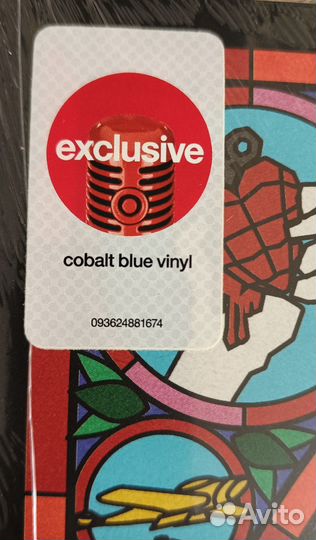 exclusive
cobalt blue vinyl
093624881674
Avito